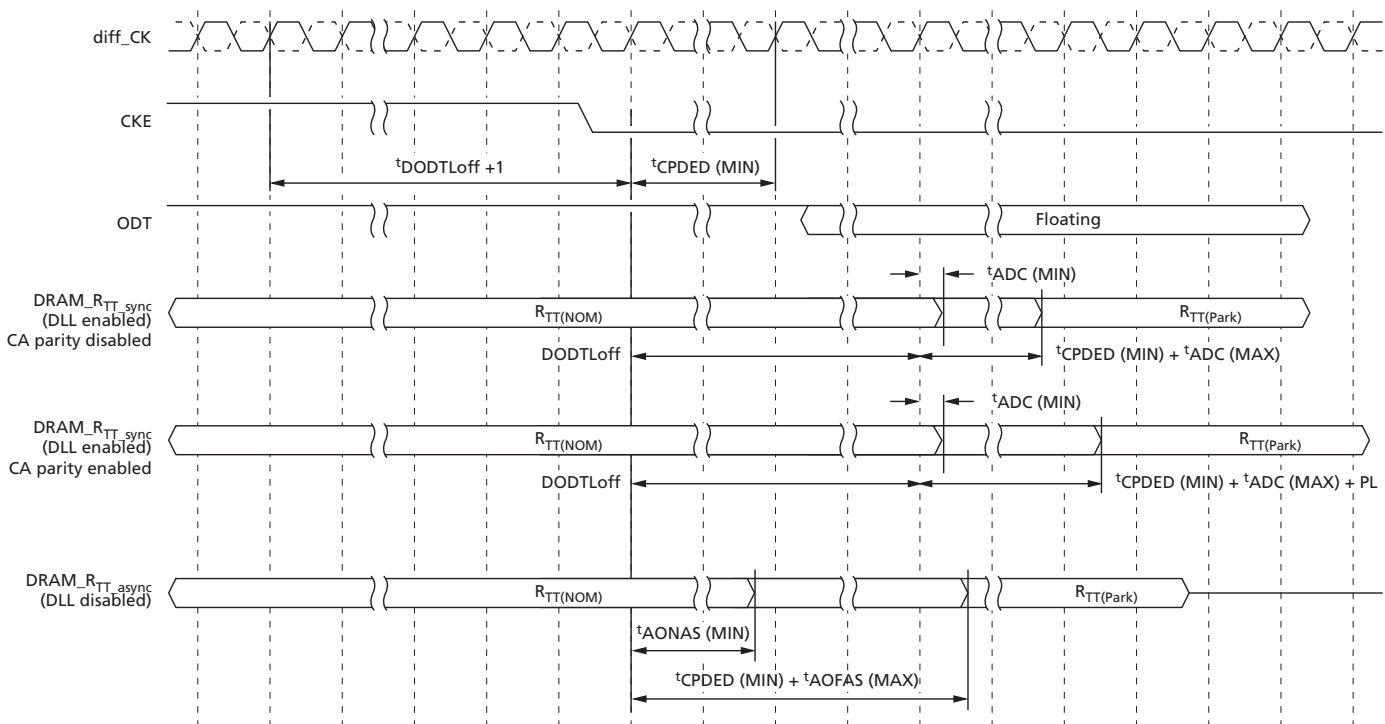 diff_CK
CKE
tDODTLoff +1
tCPDED (MIN)
ODT
Floating
tADC (MIN)
DRAM_RTT_sync
(DLL enabled)
CA parity disabled
RTT(NOM)
RTT(Park)
DODTLoff
tCPDED (MIN) + tADC (MAX)
tADC (MIN)
DRAM_RTT_sync
(DLL enabled)
CA parity enabled
RTT(NOM)
RTT(Park)
DODTLoff
tCPDED (MIN) + tADC (MAX) + PL
DRAM_RTT_async
(DLL disabled)
RTT(NOM)
RTT(Park)
tAONAS (MIN)
tCPDED (MIN) + tAOFAS (MAX)